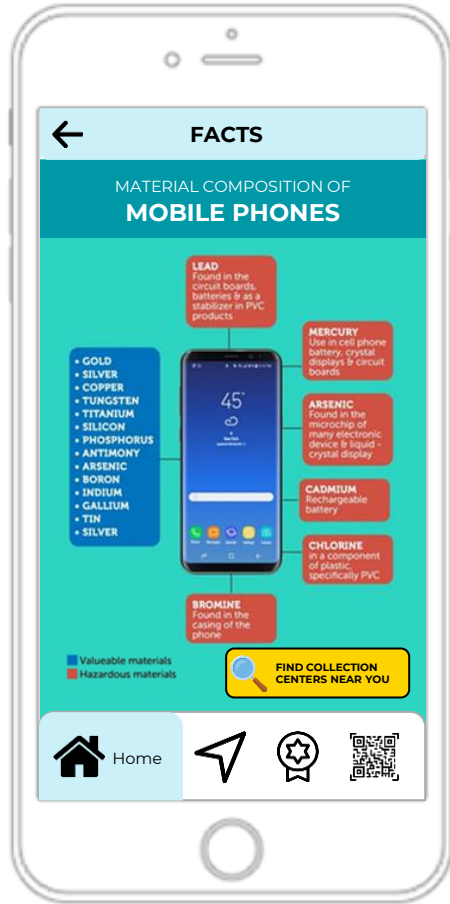 FACTS
MATERIAL COMPOSITION OF
MOBILE PHONES
LEAD
Found in the
circuit boards,
batteries & as a
stabilizer in PVC
products
MERCURY
Use in cell phone
battery, crystal
displays & circuit
boards
• GOLD
• SILVER
• COPPER
• TUNGSTEN
• TITANIUM
• SILICON
• PHOSPHORUS
• ANTIMONY
• ARSENIC
• BORON
• INDIUM
• GALLIUM
• TIN
• SILVER
45°
ARSENIC
Found in the
microchip of
many electronic
device & liquid -
crystal display
CADMIUM
Rechargeable
battery
CHLORINE
in a component
of plastic,
specifically PVC
BROMINE
Found in the
casing of the
phone
Valueable materials
Hazardous materials
FIND COLLECTION
CENTERS NEAR YOU
Home